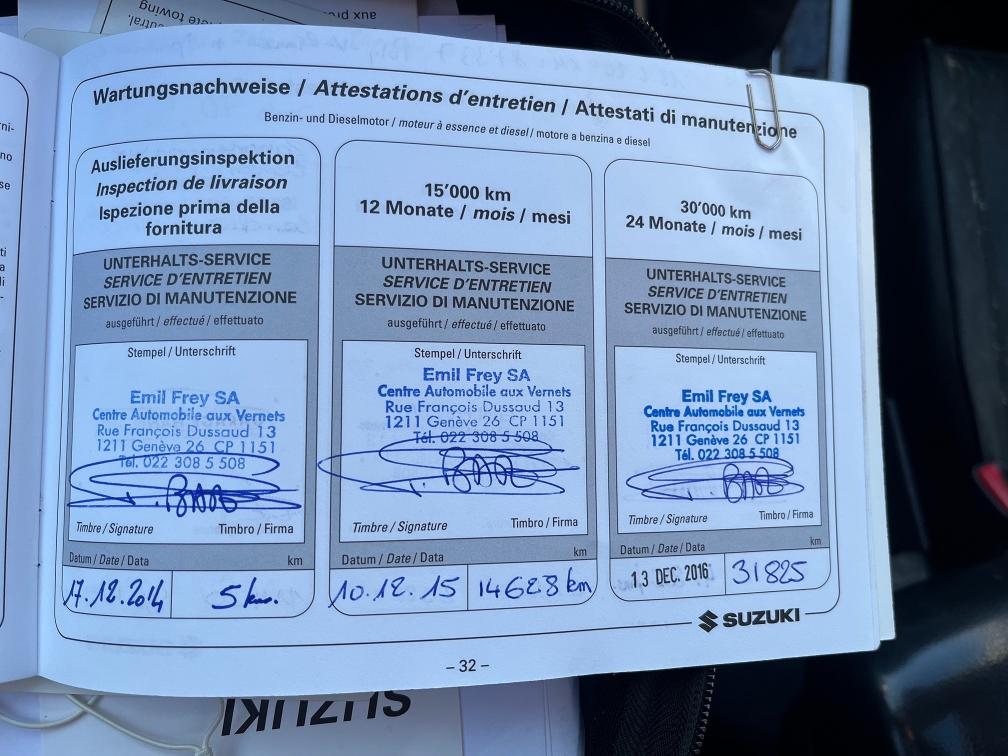 Wartungsnachweise / Attestations d'entretien / Attestati di manutenzione
Benzin- und Dieselmotor / moteur à essence et diesel / motore a benzina e diesel
Auslieferungsinspektion
Inspection de livraison
Ispezione prima della
fornitura
UNTERHALTS-SERVICE
SERVICE D'ENTRETIEN
SERVIZIO DI MANUTENZIONE
ausgeführt / effectué / effettuato
Stempel / Unterschrift
Emil Frey SA
Centre Automobile aux Vernets
Rue François Dussaud 13
1211 Genève 26 CP 1151
Tél. 022 308 5 508
Timbre / Signature Timbro / Firma
Datum / Date / Data km
17.12.2014 5 km.
15'000 km
12 Monate / mois / mesi
UNTERHALTS-SERVICE
SERVICE D'ENTRETIEN
SERVIZIO DI MANUTENZIONE
ausgeführt / effectué / effettuato
Stempel / Unterschrift
Emil Frey SA
Centre Automobile aux Vernets
Rue François Dussaud 13
1211 Genève 26 CP 1151
Tél. 022 308 5 508
Timbre / Signature Timbro / Firma
Datum / Date / Data km
10.12.15 14628 km
30'000 km
24 Monate / mois / mesi
UNTERHALTS-SERVICE
SERVICE D'ENTRETIEN
SERVIZIO DI MANUTENZIONE
ausgeführt / effectué / effettuato
Stempel / Unterschrift
Emil Frey SA
Centre Automobile aux Vernets
Rue François Dussaud 13
1211 Genève 26 CP 1151
Tél. 022 308 5 508
Timbre / Signature Timbro / Firma
Datum / Date / Data km
13 DEC. 2016 31825
SUZUKI
– 32 –
SUZUKI